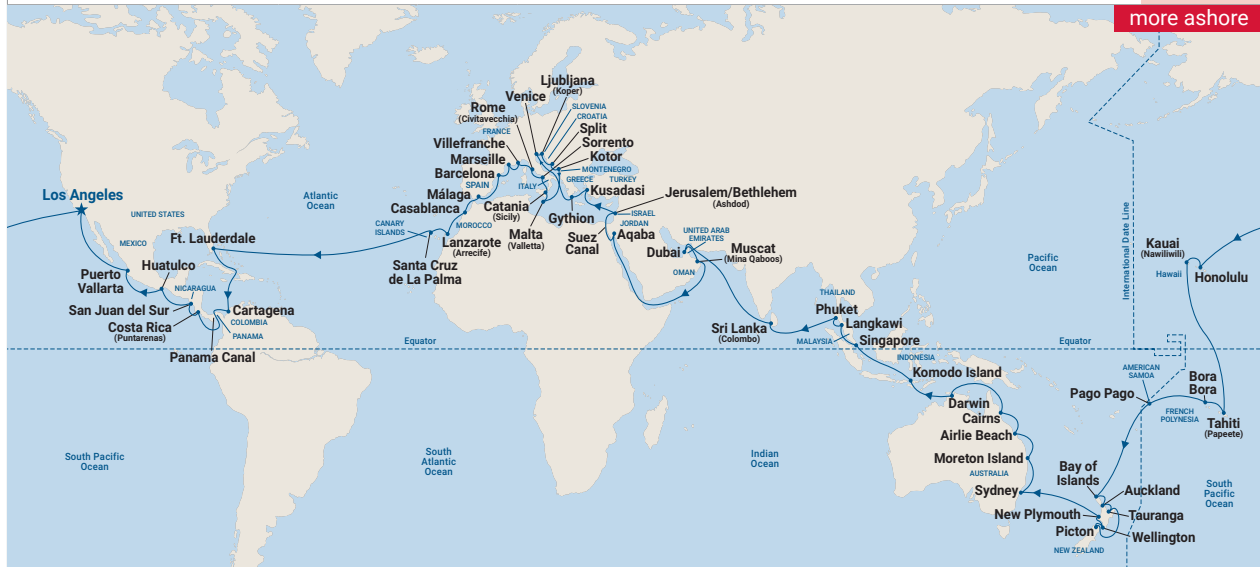 more ashore
Ljubljana
(Koper)
Venice
SLOVENIA
CROATIA
Rome
(Civitavecchia)
FRANCE
Split
Villefranche
Sorrento
Marseille
Kotor
Barcelona
MONTENEGRO
SPAIN
ITALY
GREECE
TURKEY
Kusadasi
Jerusalem/Bethlehem
(Ashdod)
Los Angeles
Atlantic
Ocean
Málaga
Casablanca
Catania
(Sicily)
Gythion
ISRAEL
JORDAN
UNITED STATES
CANARY
ISLANDS
MOROCCO
Malta
(Valletta)
Suez
Canal
Aqaba
UNITED ARAB
EMIRATES
International Date Line
MEXICO
Ft. Lauderdale
Lanzarote
(Arrecife)
Dubai
Muscat
(Mina Qaboos)
OMAN
Pacific
Ocean
Kauai
(Nawiliwili)
Hawaii
Honolulu
Huatulco
Puerto
Vallarta
Santa Cruz
de La Palma
NICARAGUA
THAILAND
San Juan del Sur
Cartagena
COLOMBIA
Phuket
Costa Rica
(Puntarenas)
PANAMA
Langkawi
Sri Lanka
(Colombo)
MALAYSIA
Singapore
Panama Canal
Equator
Equator
INDONESIA
Komodo Island
AMERICAN
SAMOA
Bora
Bora
Pago Pago
Darwin
FRENCH
POLYNESIA
Cairns
Tahiti
(Papeete)
Airlie Beach
South Pacific
Ocean
South
Atlantic
Ocean
Indian
Ocean
Moreton Island
AUSTRALIA
Bay of
Islands
Sydney
Auckland
South
Pacific
Ocean
New Plymouth
Tauranga
Picton
Wellington
NEW ZEALAND